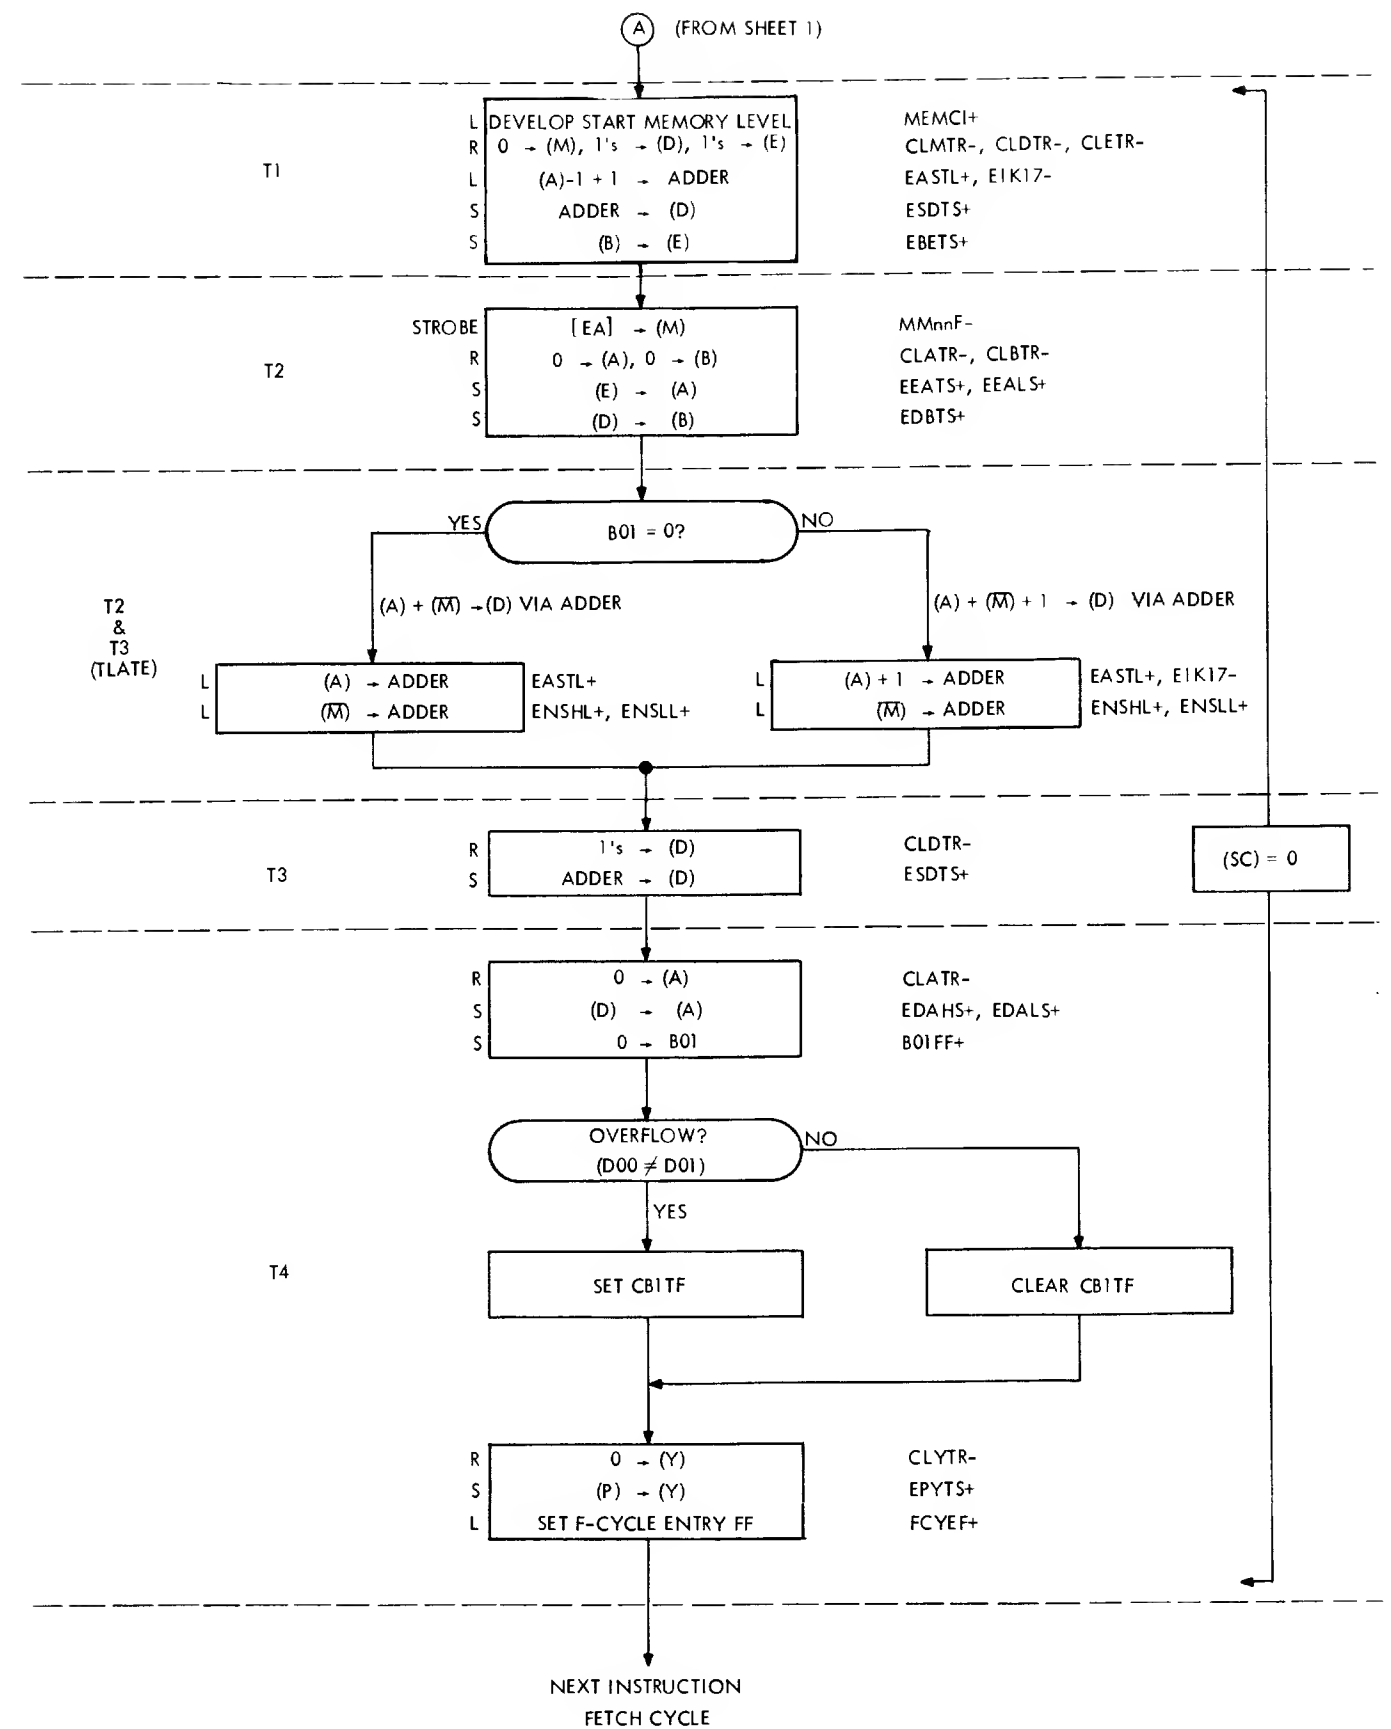 A (FROM SHEET 1)
L DEVELOP START MEMORY LEVEL MEMCI+
R 0 → (M), 1's → (D), 1's → (E) CLMTR-, CLDTR-, CLETR-
T1
L (A)-1 + 1 → ADDER EASTL+, E1K17-
S ADDER → (D) ESDTS+
S (B) → (E) EBETS+
STROBE [EA] → (M) MMnnF-
R 0 → (A), 0 → (B) CLATR-, CLBTR-
T2
S (E) → (A) EEATS+, EEALS+
S (D) → (B) EDBTS+
YES B01 = 0? NO
(A) + (M̅) → (D) VIA ADDER (A) + (M̅) + 1 → (D) VIA ADDER
T2
&
T3
(TLATE)
L (A) → ADDER EASTL+ L (A) + 1 → ADDER EASTL+, E1K17-
L (M̅) → ADDER ENSHL+, ENSLL+ L (M̅) → ADDER ENSHL+, ENSLL+
R 1's → (D) CLDTR-
(SC) = 0
T3
S ADDER → (D) ESDTS+
R 0 → (A) CLATR-
S (D) → (A) EDAHS+, EDALS+
S 0 → B01 B01FF+
OVERFLOW? NO
(D00 ≠ D01)
YES
T4
SET CB1TF CLEAR CB1TF
R 0 → (Y) CLYTR-
S (P) → (Y) EPYTS+
L SET F-CYCLE ENTRY FF FCYEF+
NEXT INSTRUCTION
FETCH CYCLE